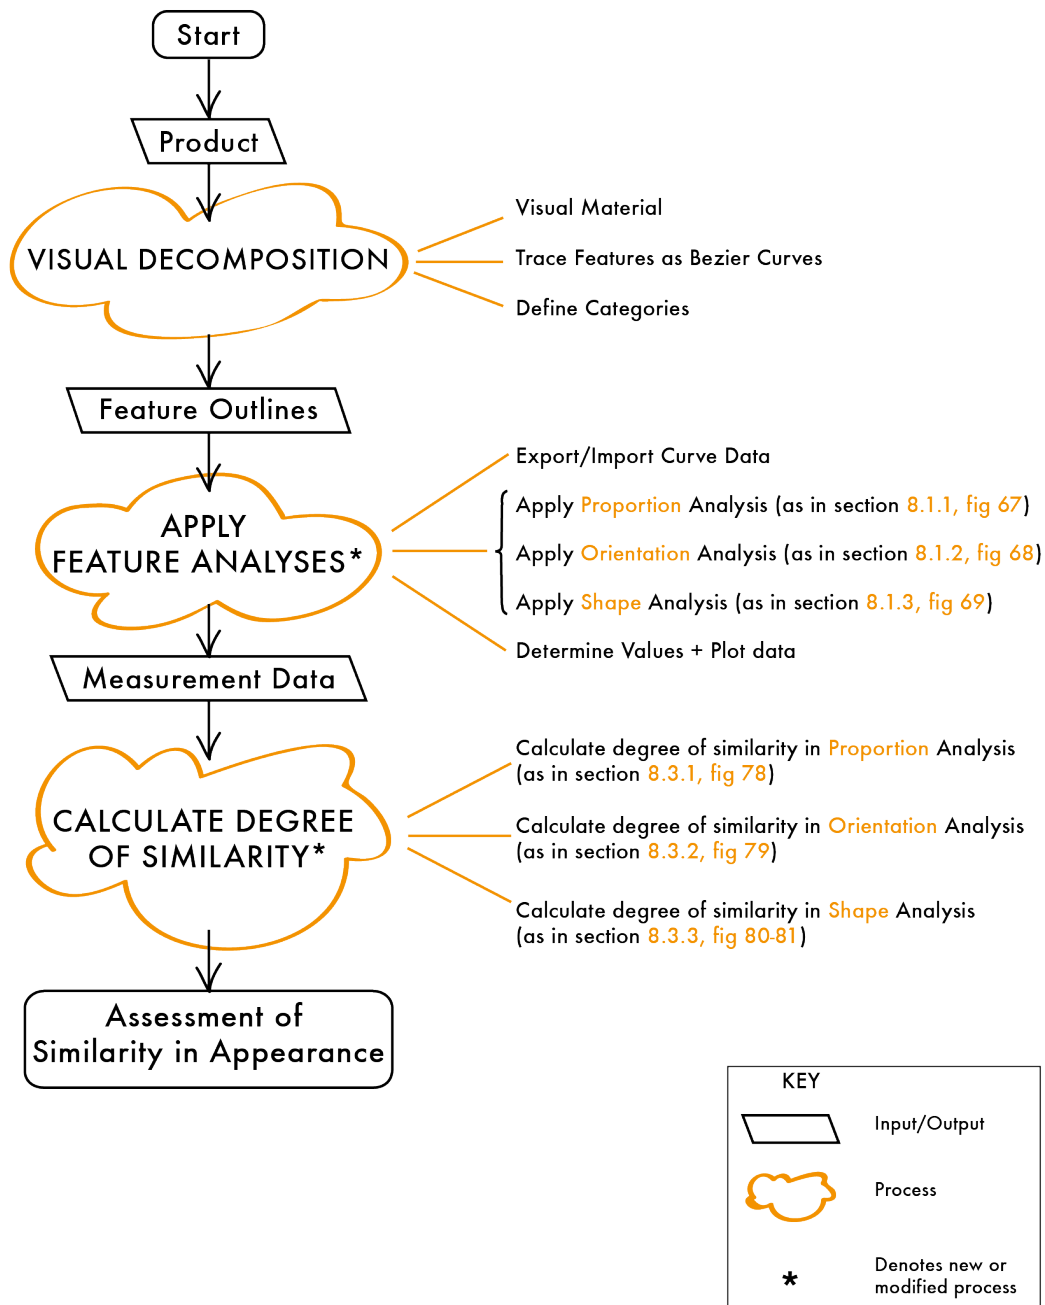 Start
Product
VISUAL DECOMPOSITION
Visual Material
Trace Features as Bezier Curves
Define Categories
Feature Outlines
APPLY
FEATURE ANALYSES*
Export/Import Curve Data
Apply Proportion Analysis (as in section 8.1.1, fig 67)
Apply Orientation Analysis (as in section 8.1.2, fig 68)
Apply Shape Analysis (as in section 8.1.3, fig 69)
Determine Values + Plot data
Measurement Data
CALCULATE DEGREE
OF SIMILARITY*
Calculate degree of similarity in Proportion Analysis
(as in section 8.3.1, fig 78)
Calculate degree of similarity in Orientation Analysis
(as in section 8.3.2, fig 79)
Calculate degree of similarity in Shape Analysis
(as in section 8.3.3, fig 80-81)
Assessment of
Similarity in Appearance
KEY
Input/Output
Process
* Denotes new or
modified process